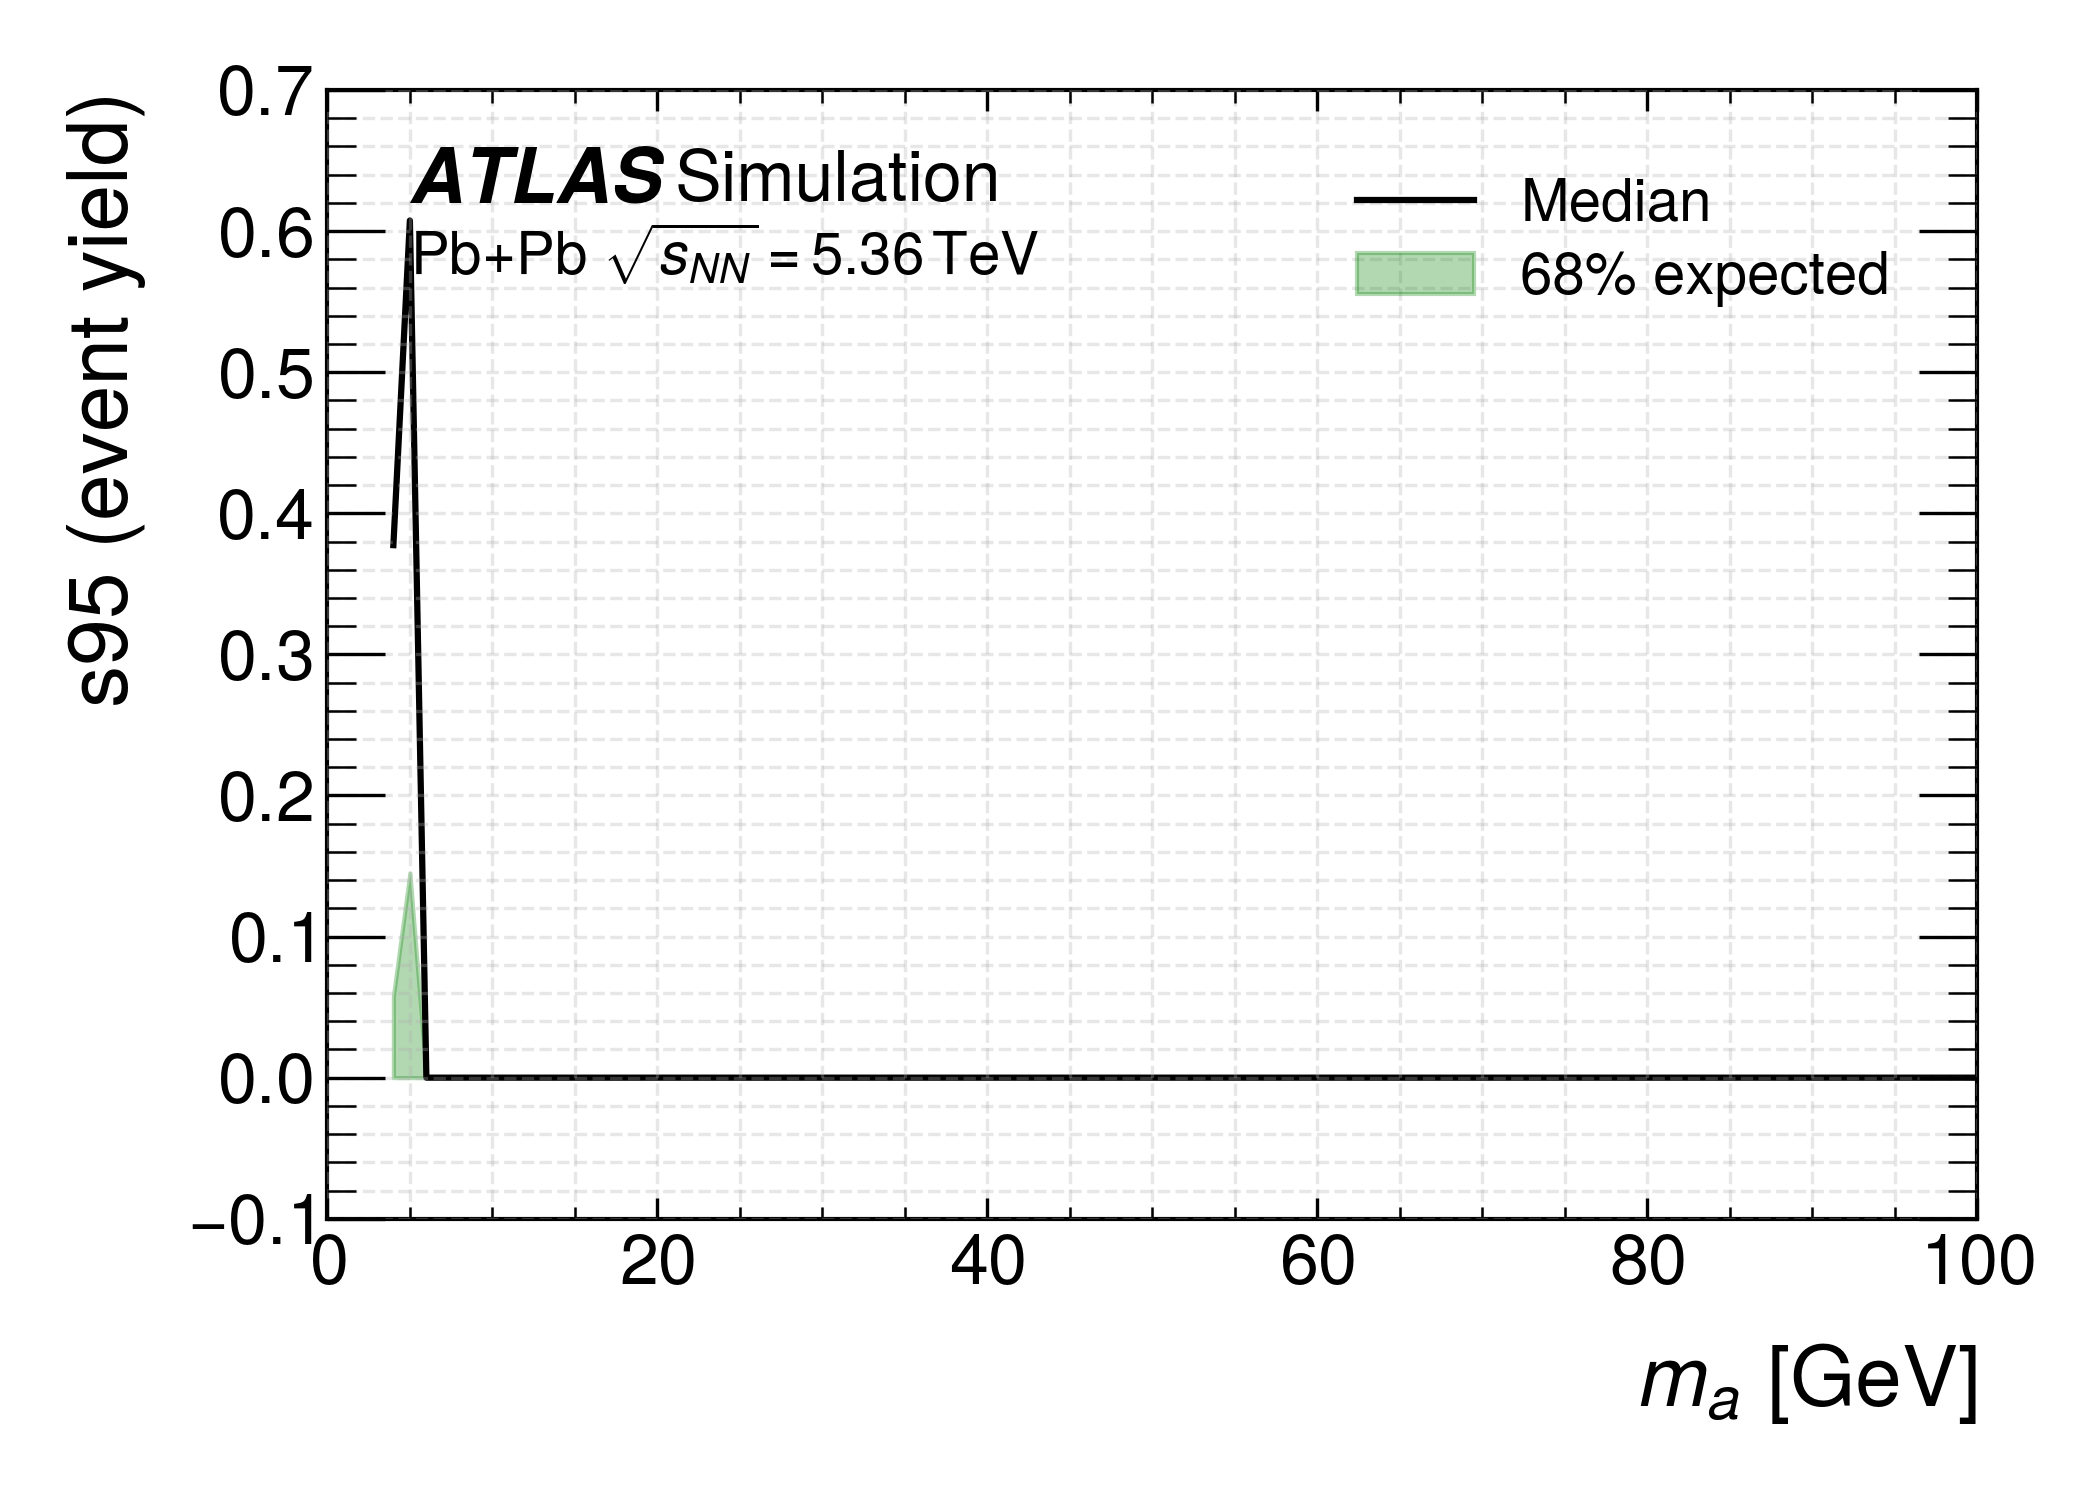 s95 (event yield)
0.7
0.6
0.5
0.4
0.3
0.2
0.1
0.0
−0.1
ATLAS Simulation
Pb+Pb √s_NN = 5.36 TeV
Median
68% expected
0 20 40 60 80 100
m_a [GeV]